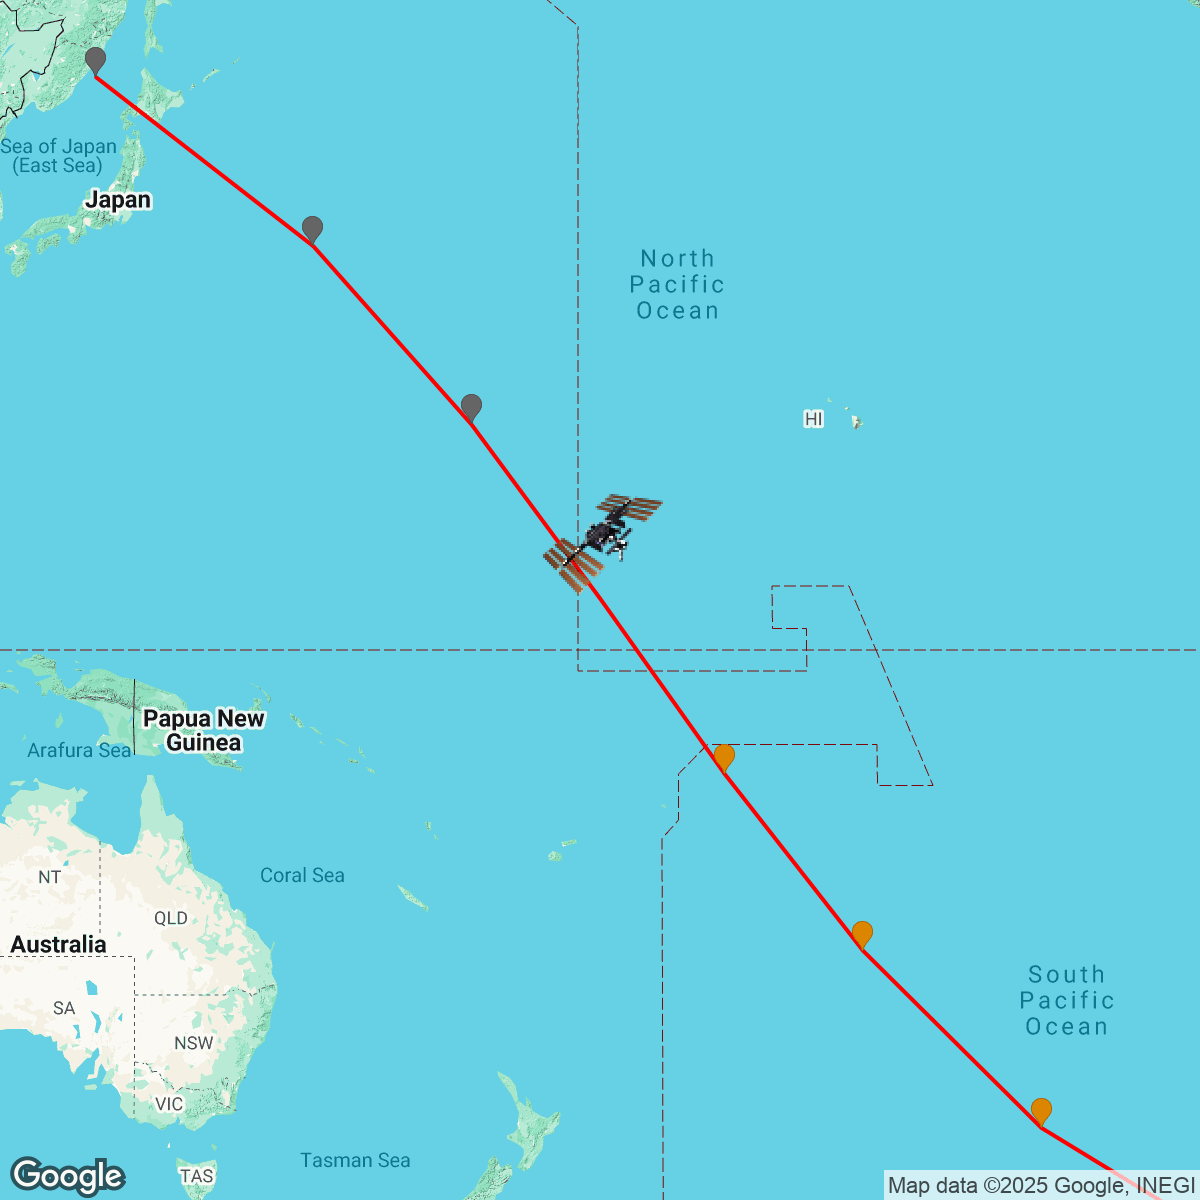 Sea of Japan
(East Sea)
Japan
North
Pacific
Ocean
HI
Papua New
Guinea
Arafura Sea
Coral Sea
NT
QLD
Australia
South
Pacific
Ocean
SA
NSW
VIC
Tasman Sea
TAS
Google
Map data ©2025 Google, INEGI